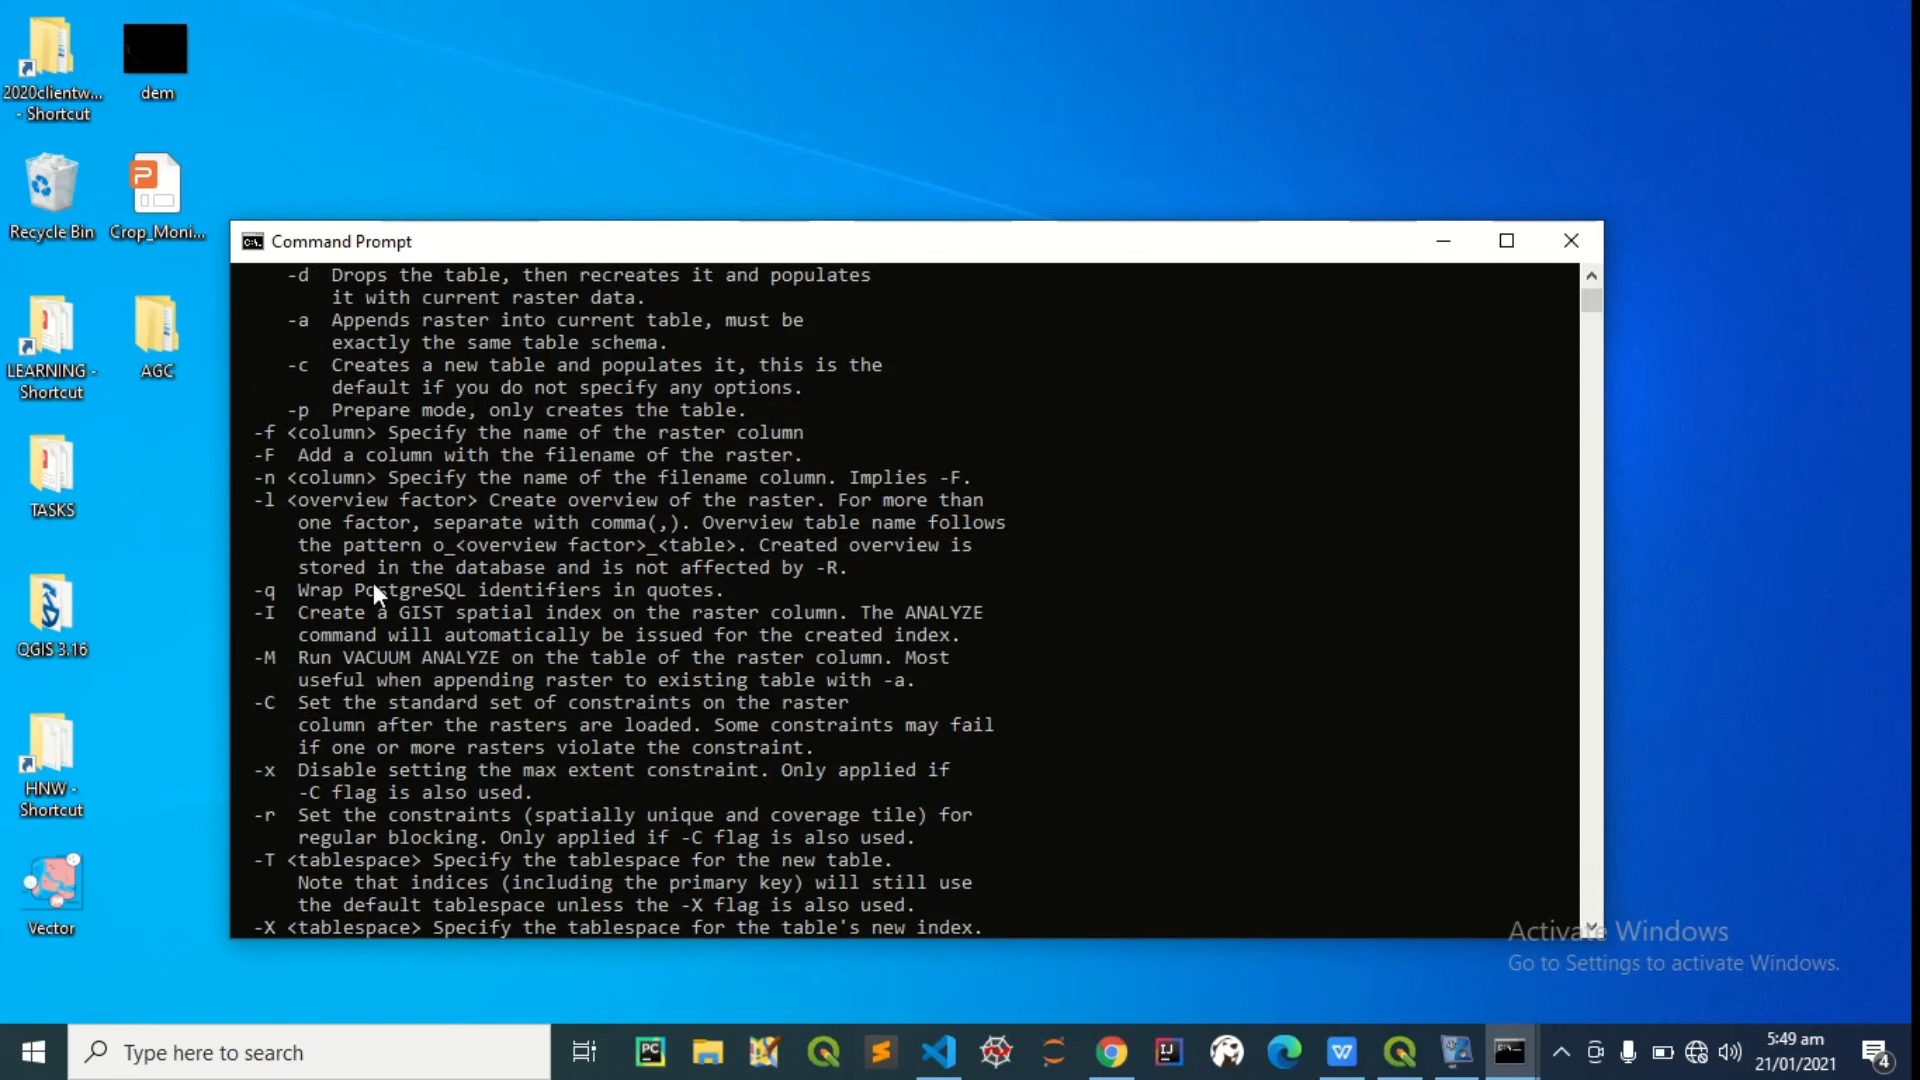 2020clientw...
- Shortcut
dem
Recycle Bin
Crop_Moni...
LEARNING -
Shortcut
AGC
TASKS
QGIS 3.16
HNW -
Shortcut
Vector
Command Prompt
-d Drops the table, then recreates it and populates
it with current raster data.
-a Appends raster into current table, must be
exactly the same table schema.
-c Creates a new table and populates it, this is the
default if you do not specify any options.
-p Prepare mode, only creates the table.
-f <column> Specify the name of the raster column
-F Add a column with the filename of the raster.
-n <column> Specify the name of the filename column. Implies -F.
-l <overview factor> Create overview of the raster. For more than
one factor, separate with comma(,). Overview table name follows
the pattern o_<overview factor>_<table>. Created overview is
stored in the database and is not affected by -R.
-q Wrap PostgreSQL identifiers in quotes.
-I Create a GIST spatial index on the raster column. The ANALYZE
command will automatically be issued for the created index.
-M Run VACUUM ANALYZE on the table of the raster column. Most
useful when appending raster to existing table with -a.
-C Set the standard set of constraints on the raster
column after the rasters are loaded. Some constraints may fail
if one or more rasters violate the constraint.
-x Disable setting the max extent constraint. Only applied if
-C flag is also used.
-r Set the constraints (spatially unique and coverage tile) for
regular blocking. Only applied if -C flag is also used.
-T <tablespace> Specify the tablespace for the new table.
Note that indices (including the primary key) will still use
the default tablespace unless the -X flag is also used.
-X <tablespace> Specify the tablespace for the table's new index.
Activate Windows
Go to Settings to activate Windows.
Type here to search
5:49 am
21/01/2021
4